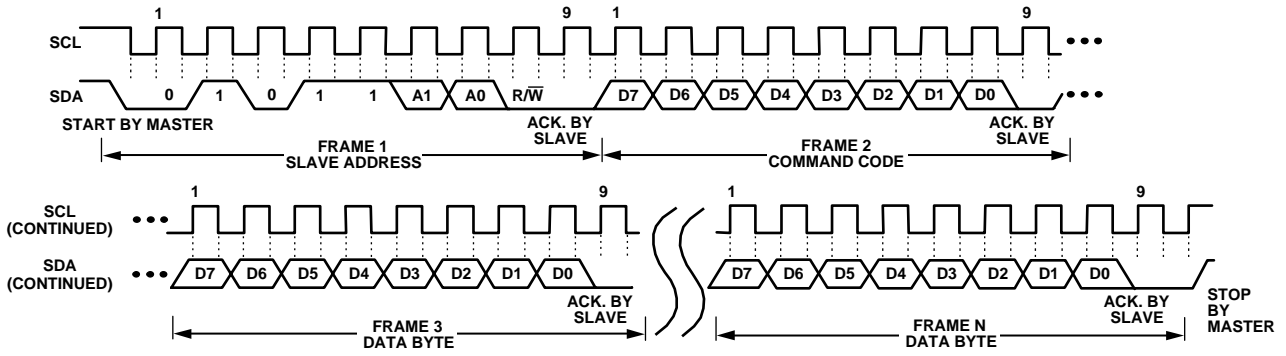 1 9 1 9
SCL
SDA 0 1 0 1 1 A1 A0 R/W̅ D7 D6 D5 D4 D3 D2 D1 D0
START BY MASTER ACK. BY SLAVE ACK. BY SLAVE
FRAME 1 SLAVE ADDRESS FRAME 2 COMMAND CODE
1 9 1 9
SCL (CONTINUED)
SDA (CONTINUED) D7 D6 D5 D4 D3 D2 D1 D0 D7 D6 D5 D4 D3 D2 D1 D0
ACK. BY SLAVE ACK. BY SLAVE STOP BY MASTER
FRAME 3 DATA BYTE FRAME N DATA BYTE